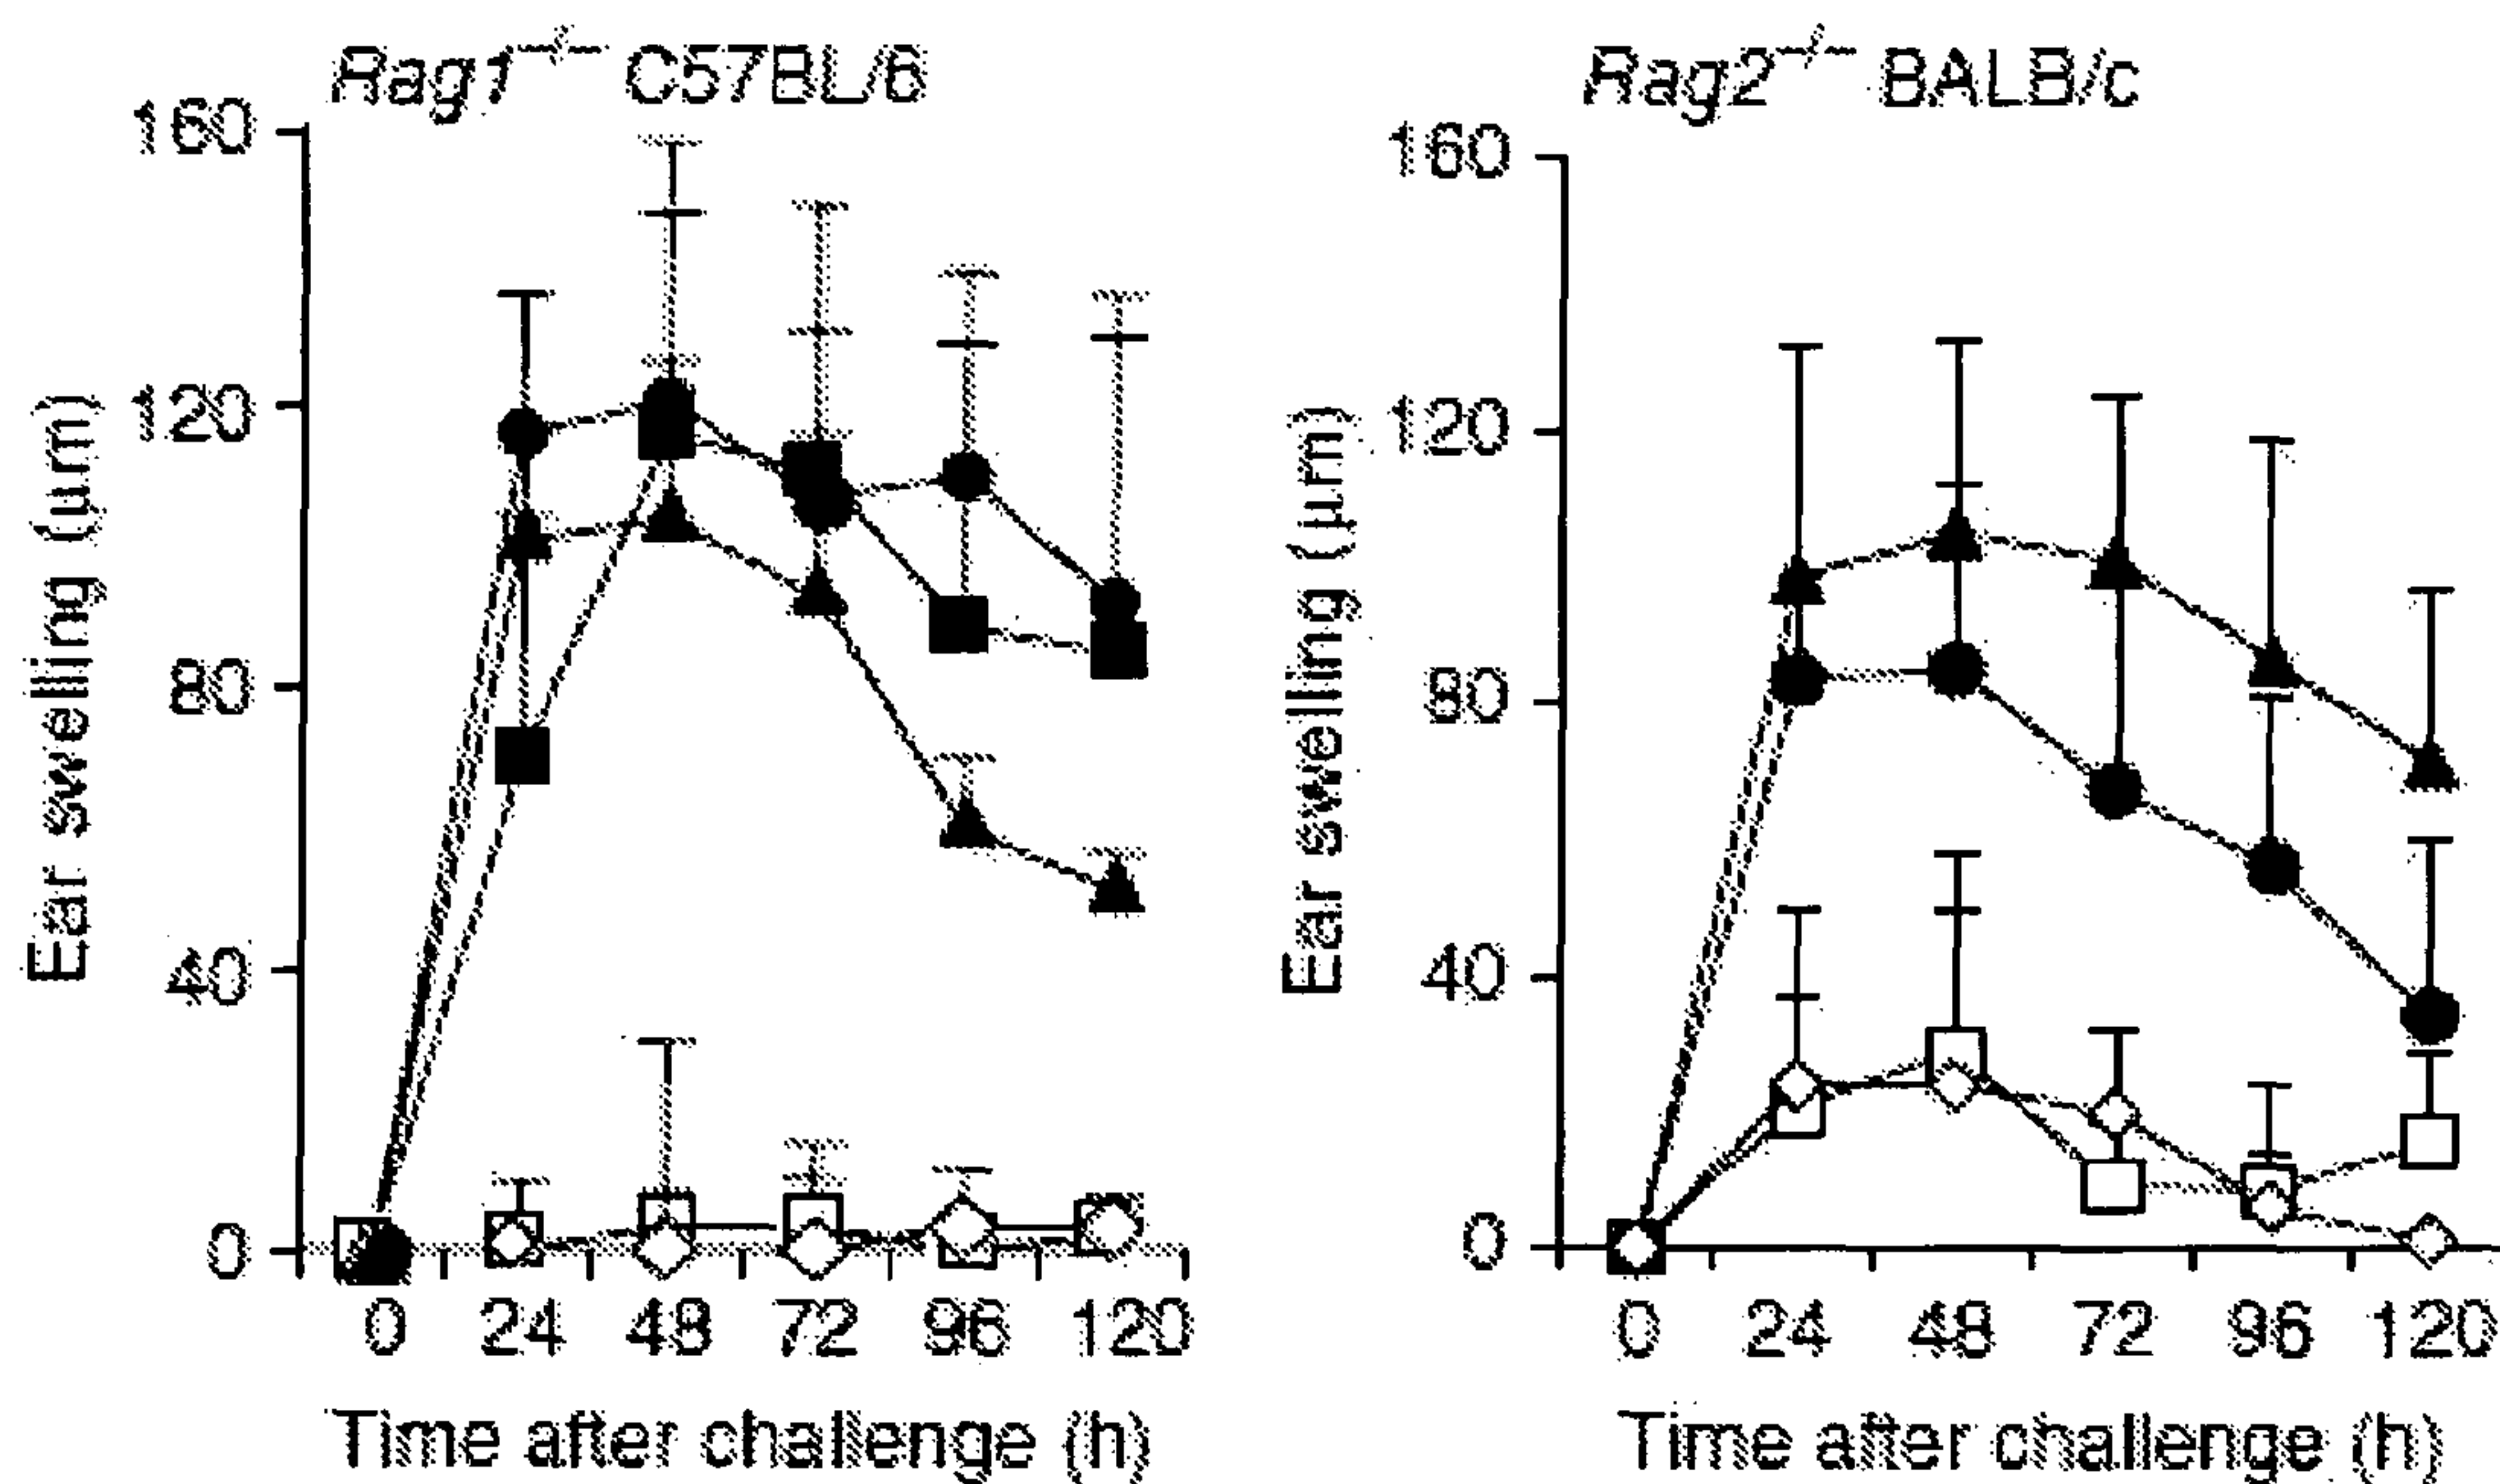 Rag1-/- C57BL/6
160
120
80
40
0
Ear swelling (µm)
0 24 48 72 96 120
Time after challenge (h)
Rag2-/- BALB/c
160
120
80
40
0
Ear swelling (µm)
0 24 48 72 96 120
Time after challenge (h)